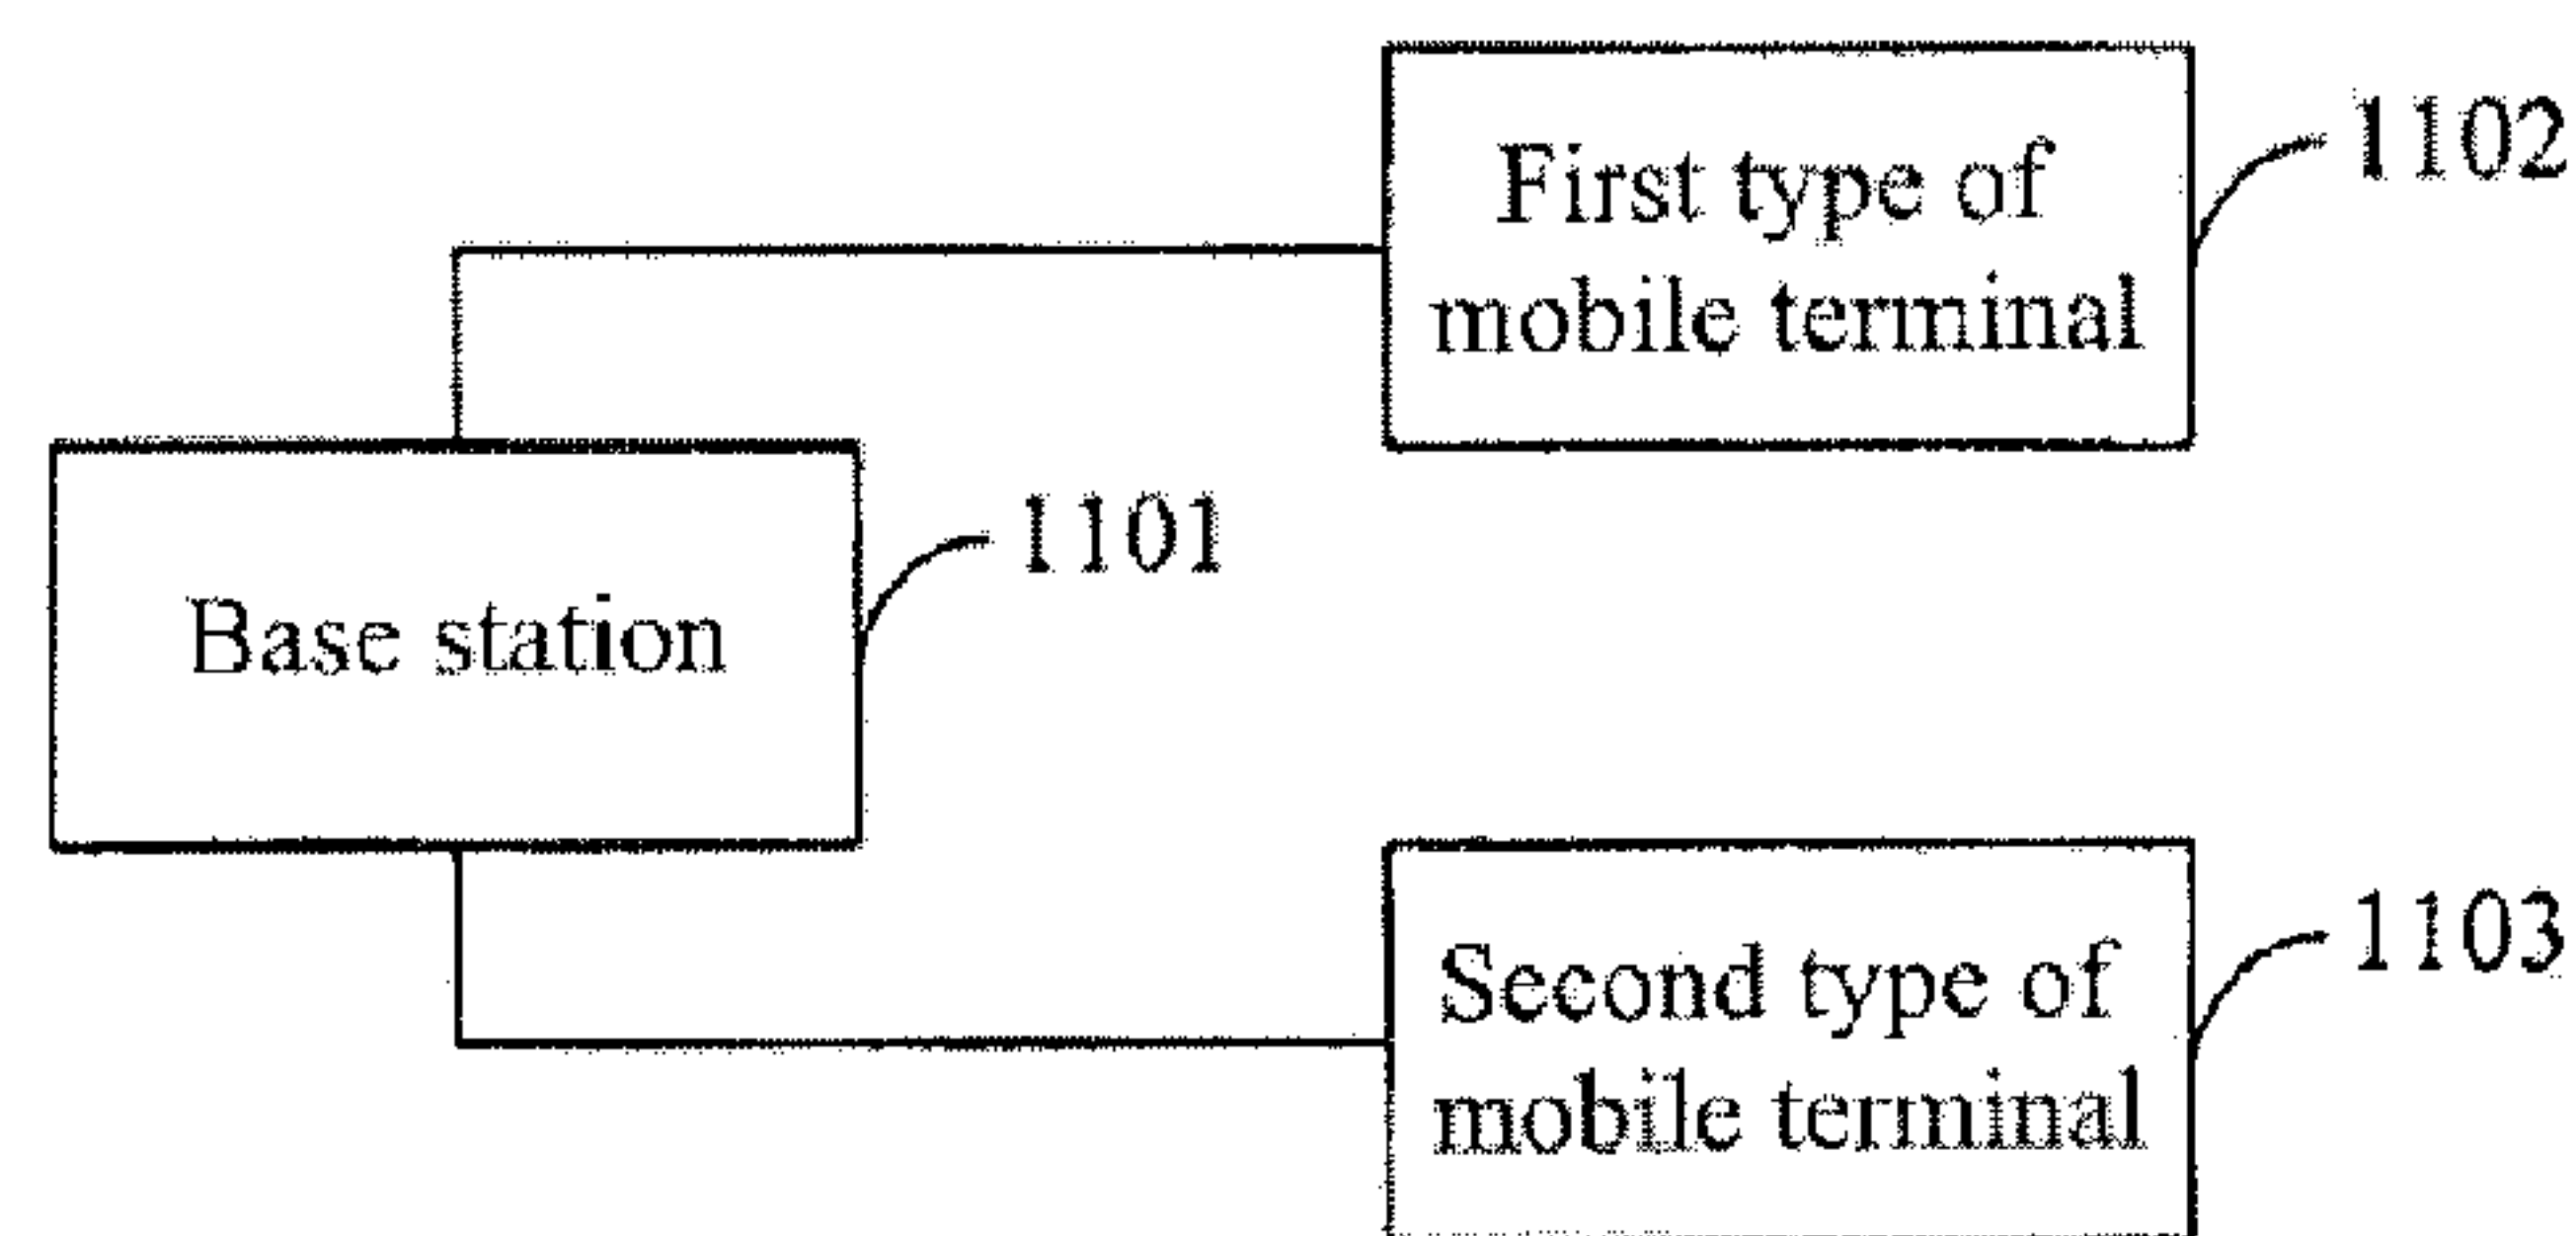 First type of
mobile terminal
1102
Base station
1101
Second type of
mobile terminal
1103